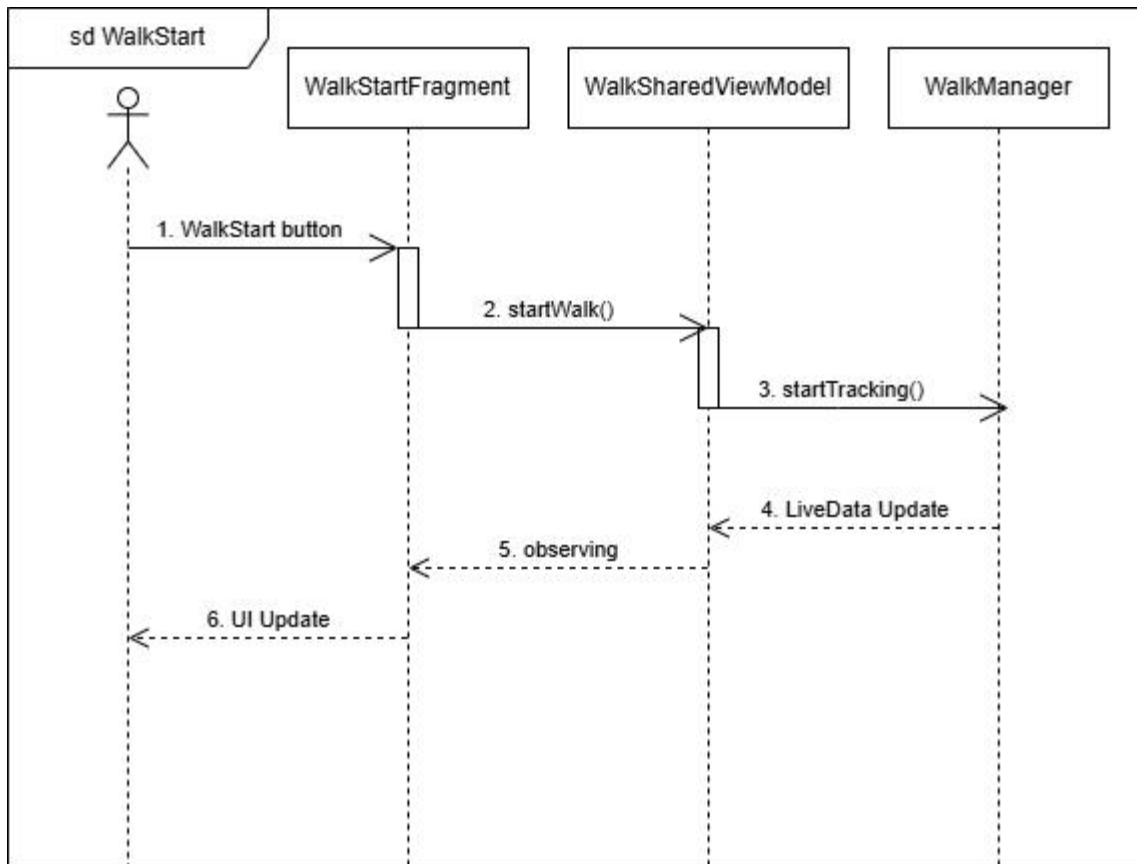 sd WalkStart
WalkStartFragment
WalkSharedViewModel
WalkManager
1. WalkStart button
2. startWalk()
3. startTracking()
4. LiveData Update
5. observing
6. UI Update